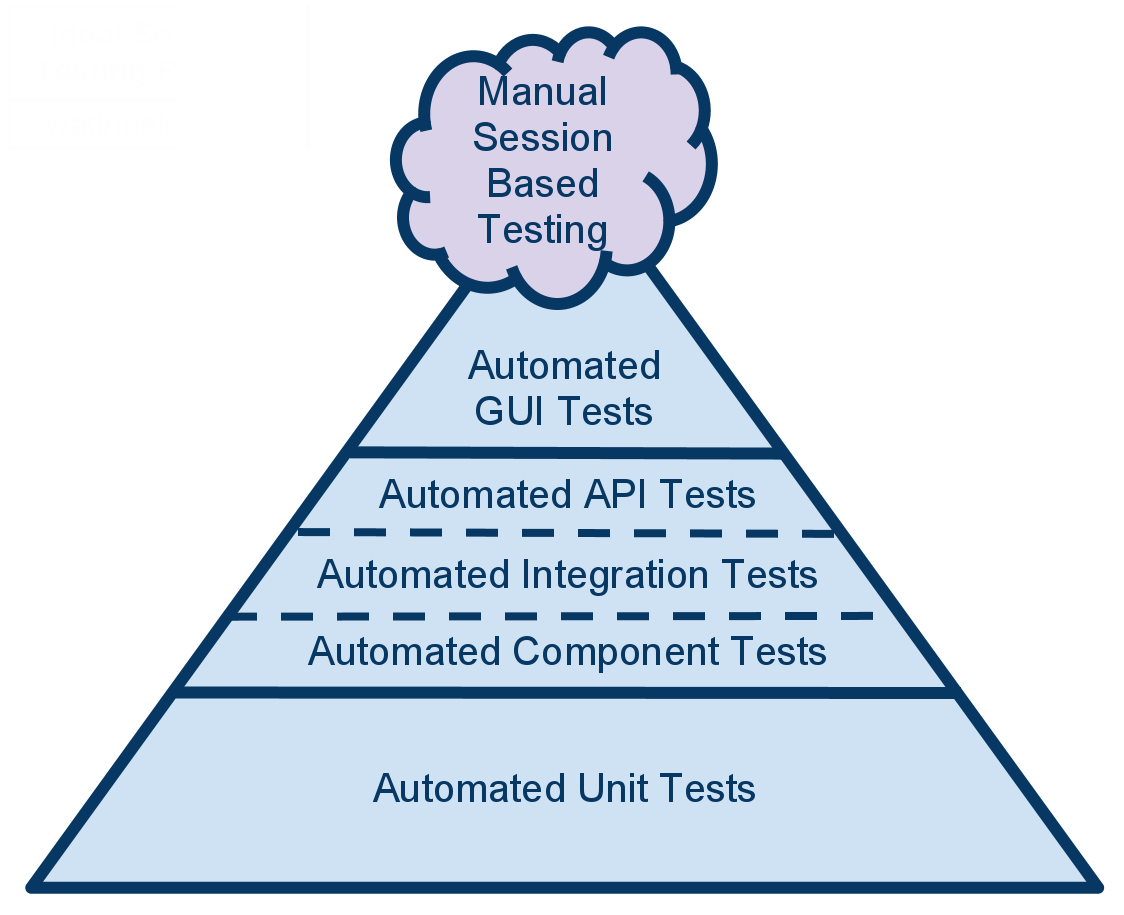 Manual
Session
Based
Testing
Automated
GUI Tests
Automated API Tests
Automated Integration Tests
Automated Component Tests
Automated Unit Tests